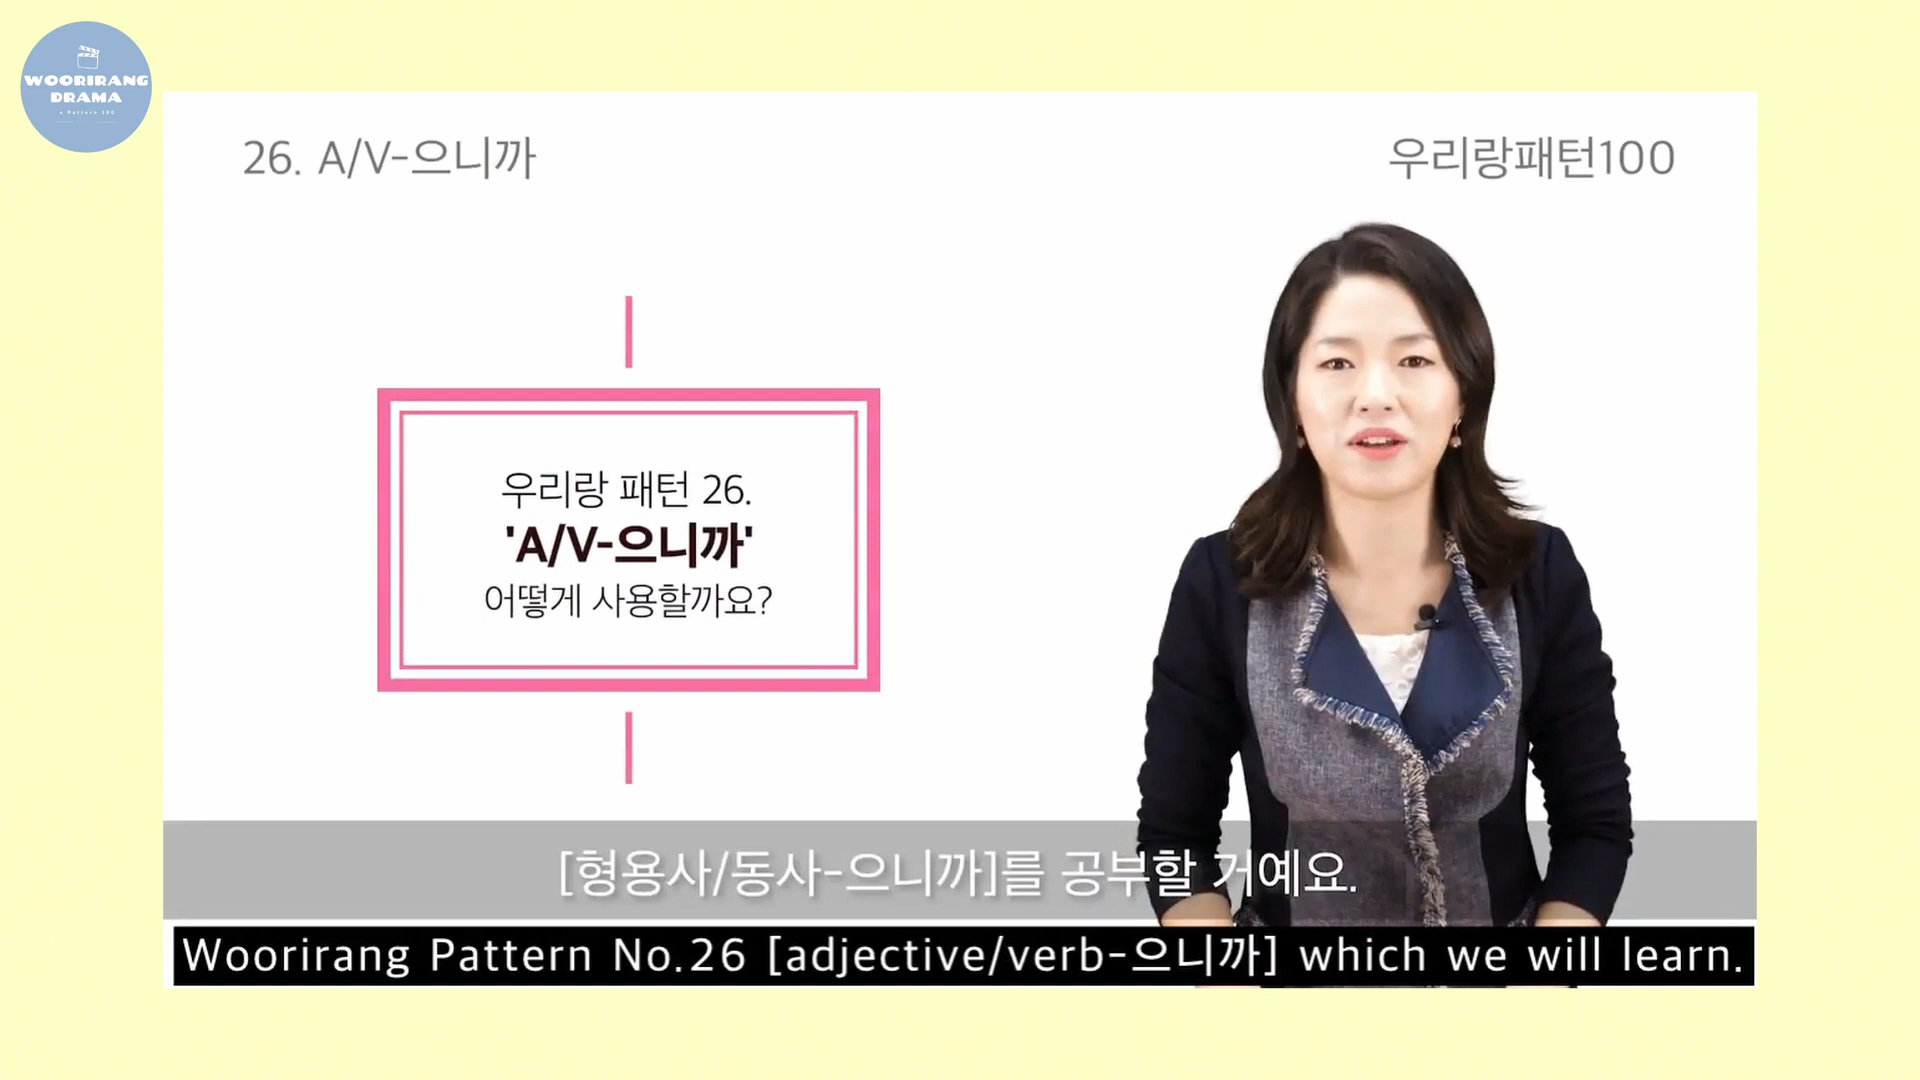 WOORIRANG
DRAMA
+ Pattern 100
26. A/V-으니까
우리랑패턴100
우리랑 패턴 26.
'A/V-으니까'
어떻게 사용할까요?
[형용사/동사-으니까]를 공부할 거예요.
Woorirang Pattern No.26 [adjective/verb-으니까] which we will learn.